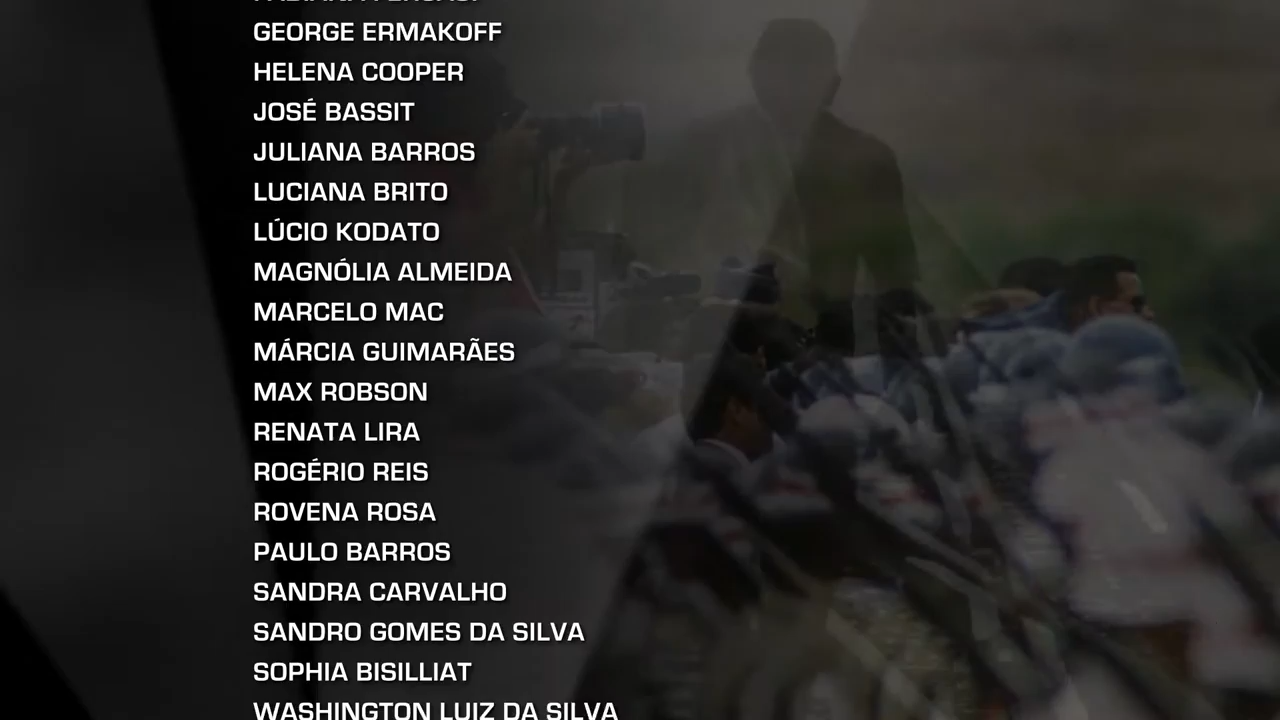 GEORGE ERMAKOFF
HELENA COOPER
JOSÉ BASSIT
JULIANA BARROS
LUCIANA BRITO
LÚCIO KODATO
MAGNÓLIA ALMEIDA
MARCELO MAC
MÁRCIA GUIMARÃES
MAX ROBSON
RENATA LIRA
ROGÉRIO REIS
ROVENA ROSA
PAULO BARROS
SANDRA CARVALHO
SANDRO GOMES DA SILVA
SOPHIA BISILLIAT
WASHINGTON LUIZ DA SILVA